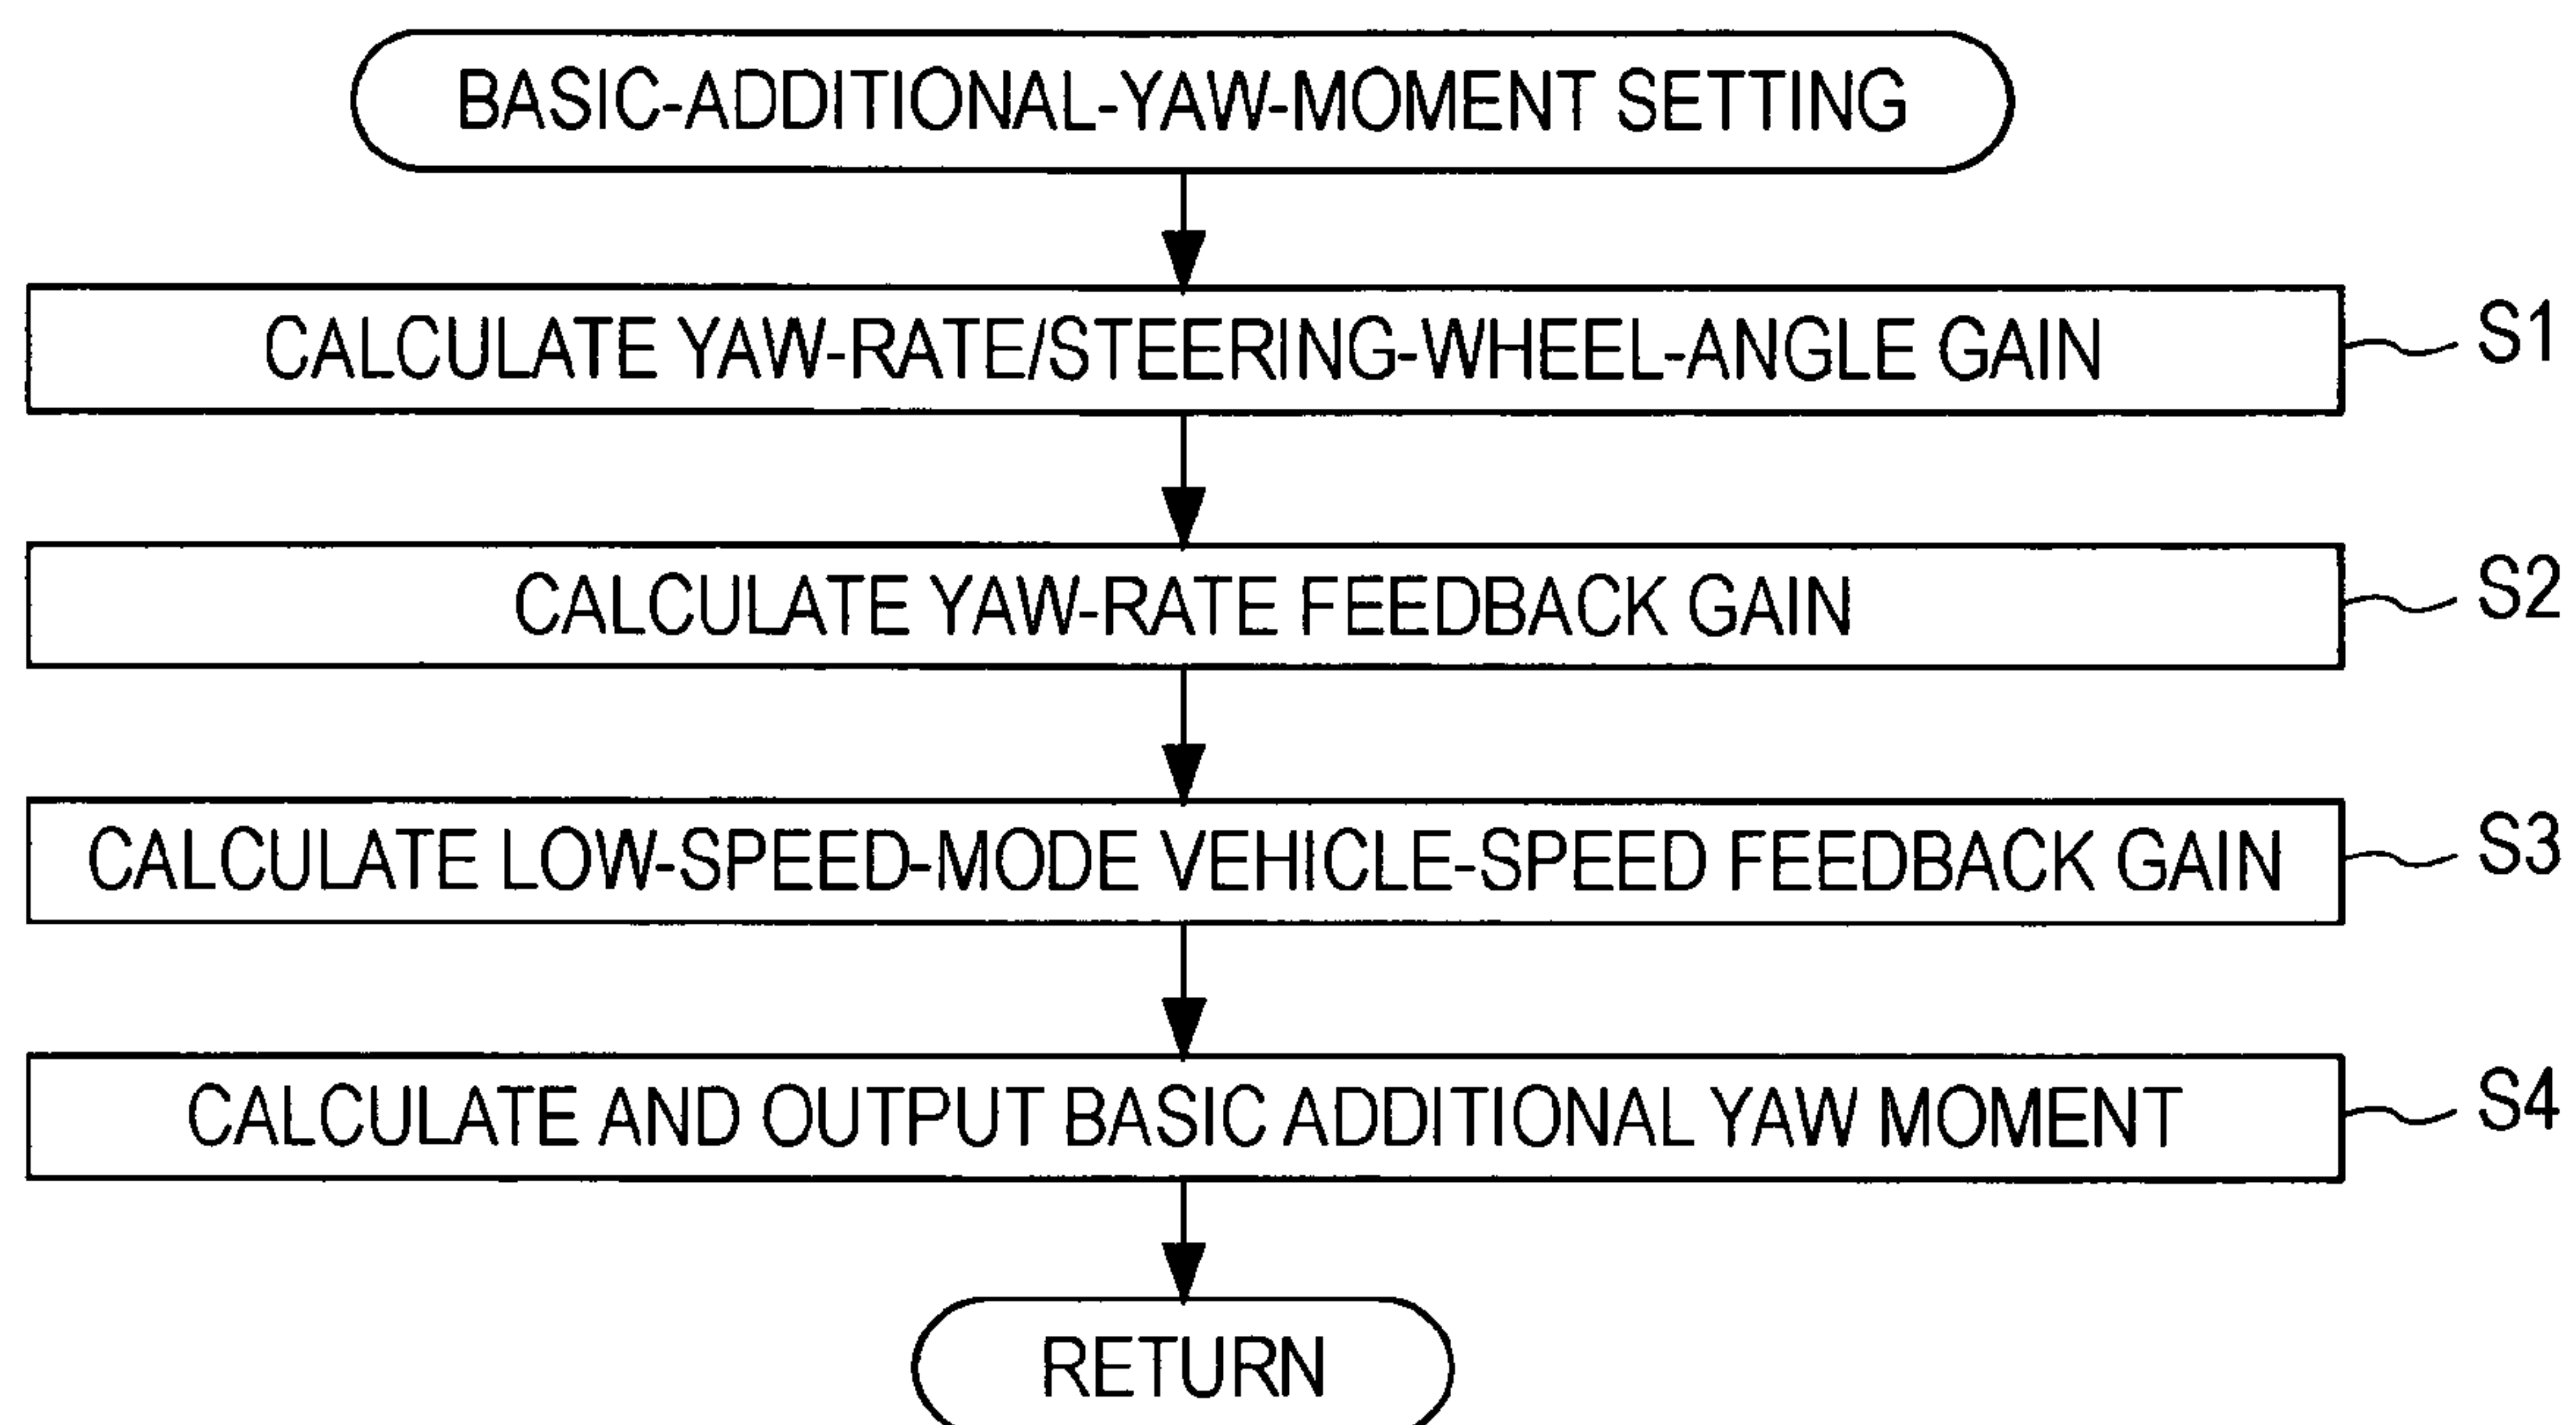 BASIC-ADDITIONAL-YAW-MOMENT SETTING
CALCULATE YAW-RATE/STEERING-WHEEL-ANGLE GAIN
S1
CALCULATE YAW-RATE FEEDBACK GAIN
S2
CALCULATE LOW-SPEED-MODE VEHICLE-SPEED FEEDBACK GAIN
S3
CALCULATE AND OUTPUT BASIC ADDITIONAL YAW MOMENT
S4
RETURN